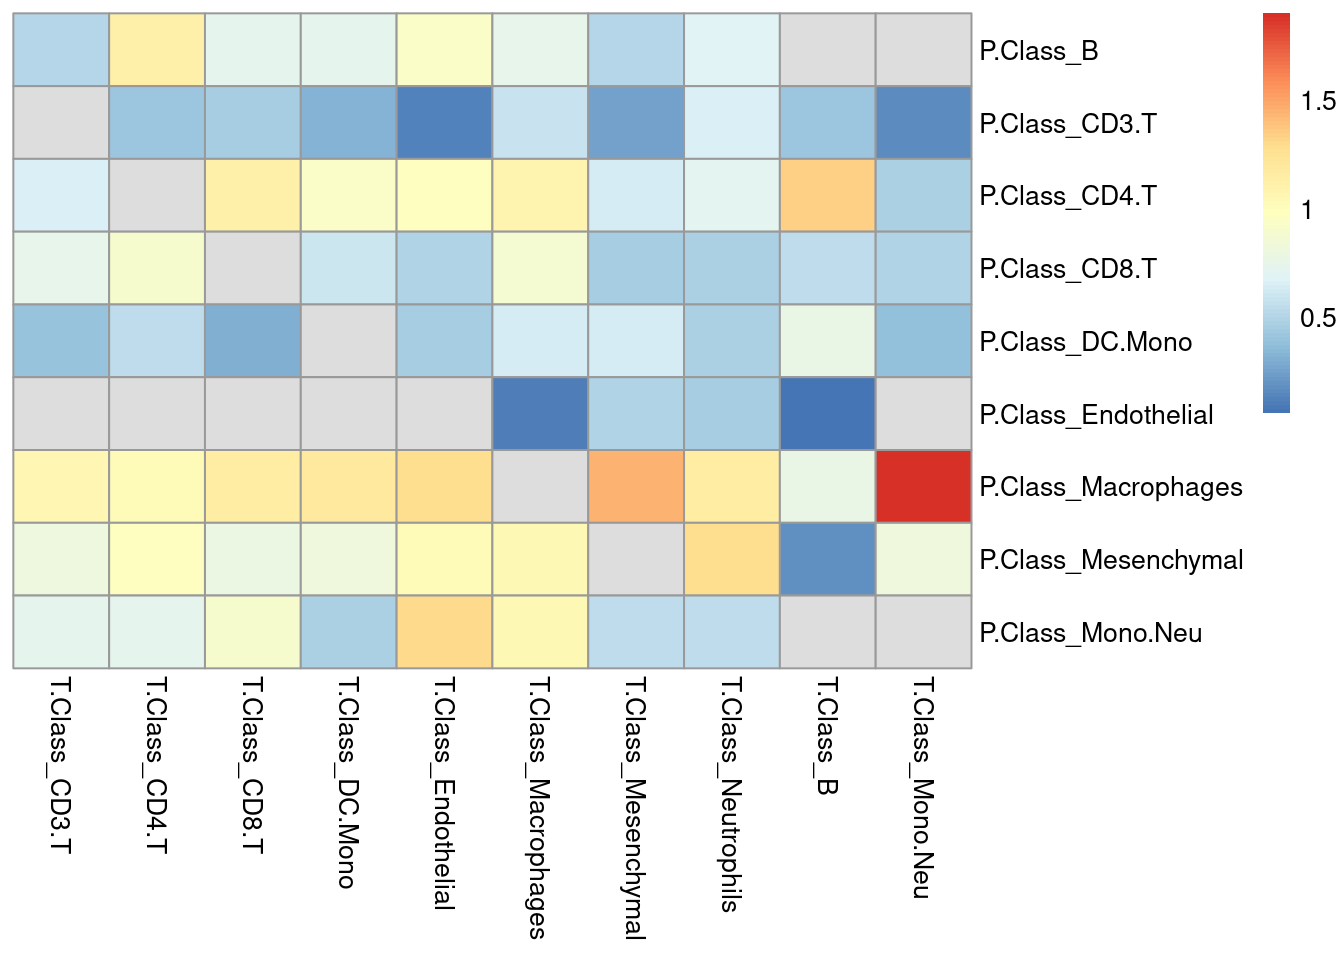 P.Class_B
P.Class_CD3.T
P.Class_CD4.T
P.Class_CD8.T
P.Class_DC.Mono
P.Class_Endothelial
P.Class_Macrophages
P.Class_Mesenchymal
P.Class_Mono.Neu
1.5
1
0.5
T.Class_CD3.T
T.Class_CD4.T
T.Class_CD8.T
T.Class_DC.Mono
T.Class_Endothelial
T.Class_Macrophages
T.Class_Mesenchymal
T.Class_Neutrophils
T.Class_B
T.Class_Mono.Neu